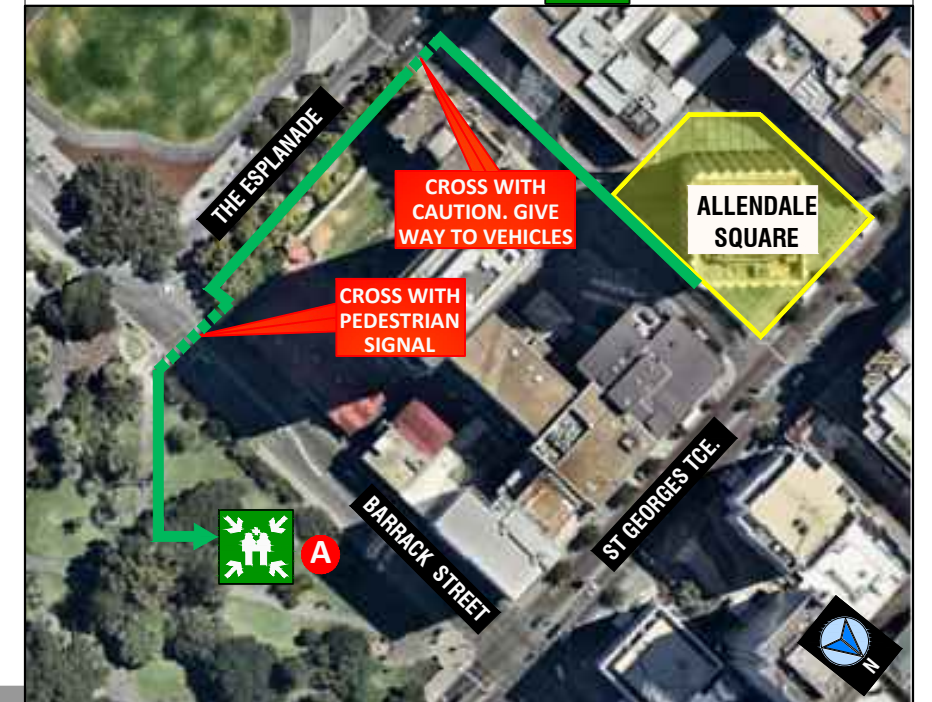 THE ESPLANADE
CROSS WITH
CAUTION. GIVE
WAY TO VEHICLES
ALLENDALE
SQUARE
CROSS WITH
PEDESTRIAN
SIGNAL
BARRACK STREET
ST GEORGES TCE.
A
N